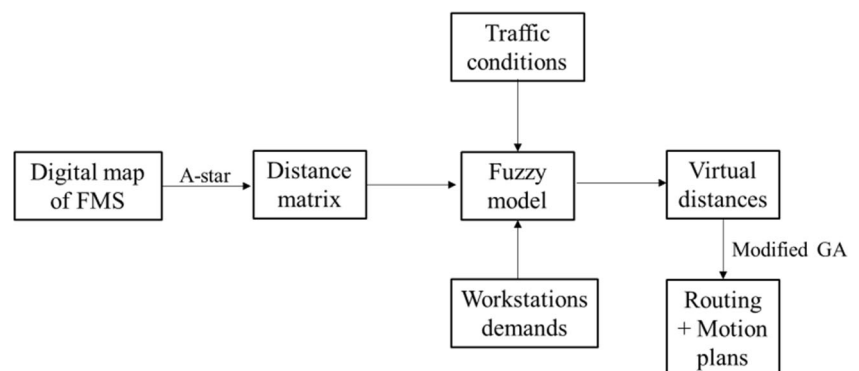 Traffic
conditions
Digital map
of FMS
A-star
Distance
matrix
Fuzzy
model
Virtual
distances
Modified GA
Workstations
demands
Routing
+ Motion
plans